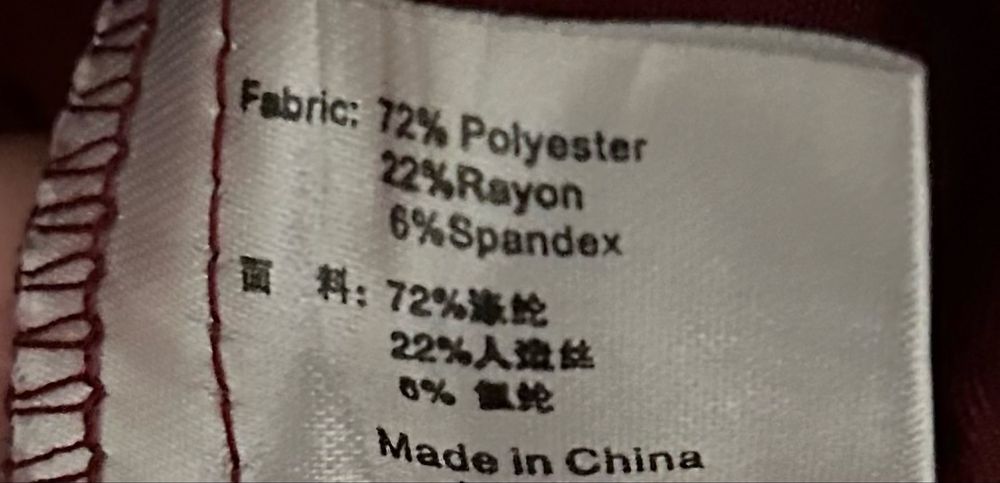 Fabric: 72% Polyester
22%Rayon
6%Spandex
面 料: 72%涤纶
22%人造丝
6% 氨纶
Made in China